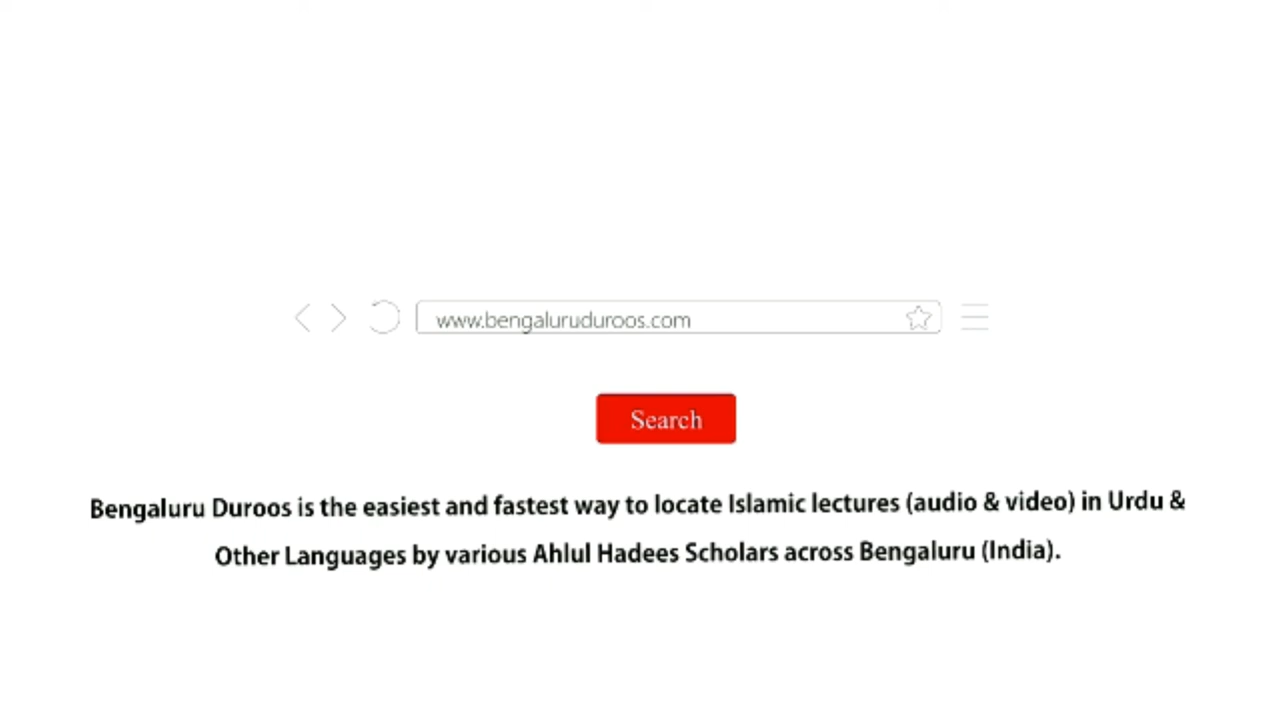 www.bengaluruduroos.com
Search
Bengaluru Duroos is the easiest and fastest way to locate Islamic lectures (audio & video) in Urdu &
Other Languages by various Ahlul Hadees Scholars across Bengaluru (India).